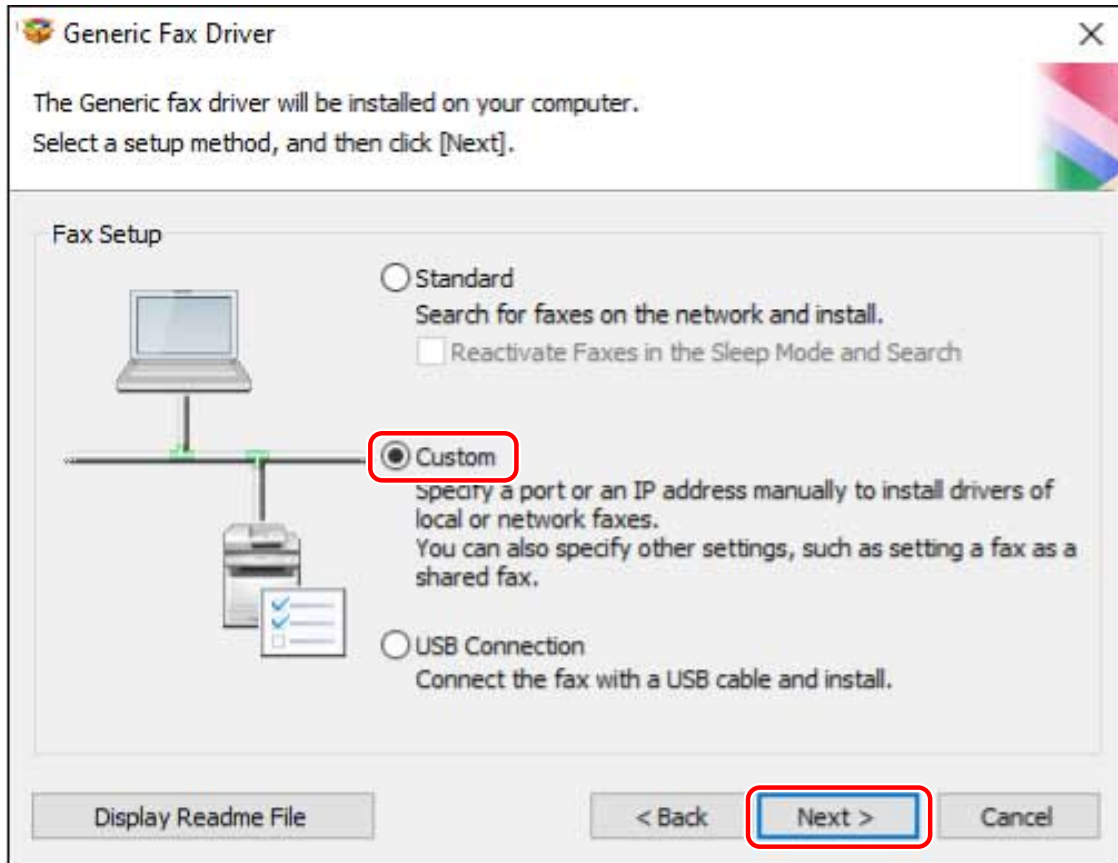 Generic Fax Driver
The Generic fax driver will be installed on your computer.
Select a setup method, and then click [Next].
Fax Setup
Standard
Search for faxes on the network and install.
Reactivate Faxes in the Sleep Mode and Search
Custom
Specify a port or an IP address manually to install drivers of
local or network faxes.
You can also specify other settings, such as setting a fax as a
shared fax.
USB Connection
Connect the fax with a USB cable and install.
Display Readme File
< Back
Next >
Cancel